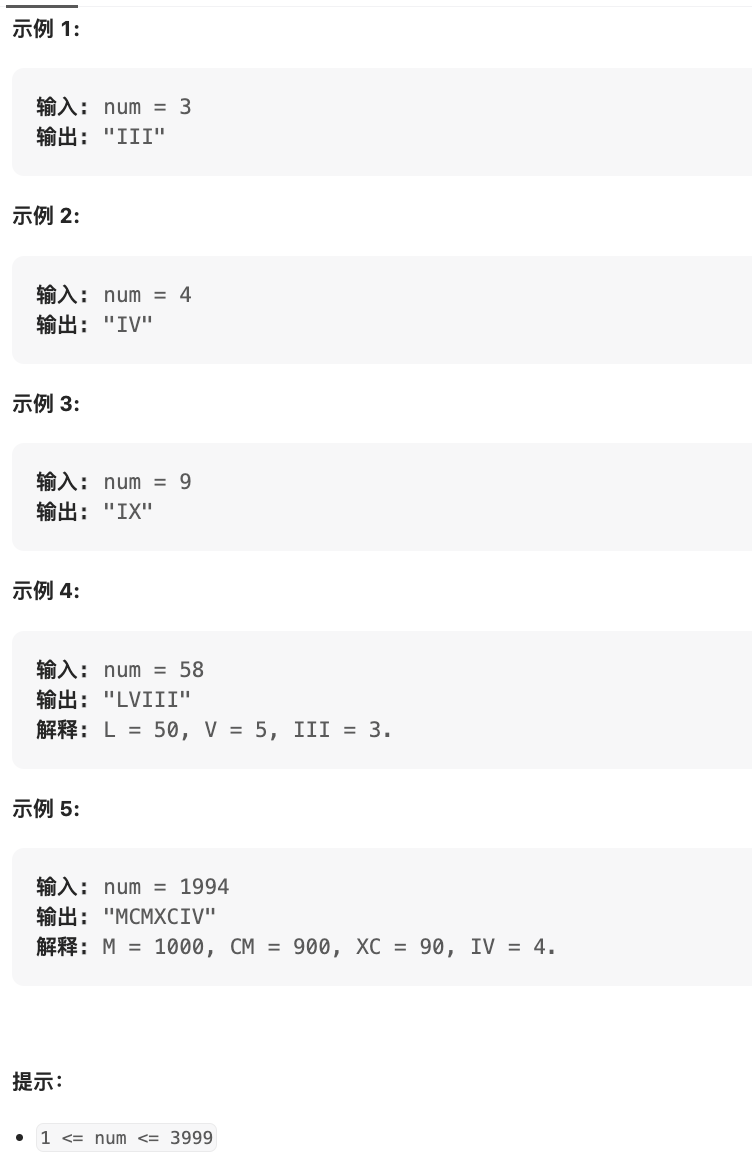 示例 1:
输入: num = 3
输出: "III"
示例 2:
输入: num = 4
输出: "IV"
示例 3:
输入: num = 9
输出: "IX"
示例 4:
输入: num = 58
输出: "LVIII"
解释: L = 50, V = 5, III = 3.
示例 5:
输入: num = 1994
输出: "MCMXCIV"
解释: M = 1000, CM = 900, XC = 90, IV = 4.
提示：
• 1 <= num <= 3999